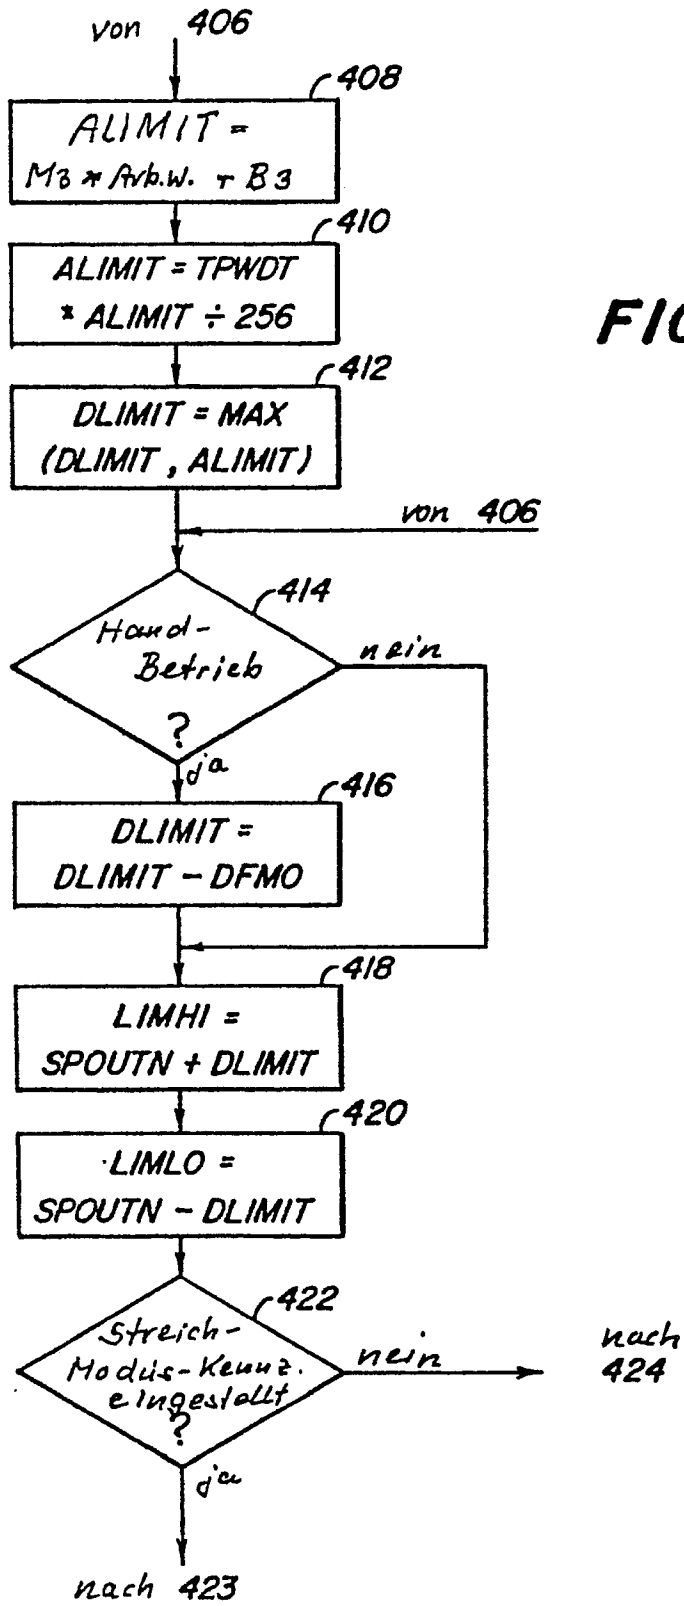 von 406
408
ALIMIT =
M3 * Arb.w. + B3
410
ALIMIT = TPWDT
* ALIMIT ÷ 256
FIG
412
DLIMIT = MAX
(DLIMIT, ALIMIT)
von 406
414
Hand-
Betrieb
?
nein
ja
416
DLIMIT =
DLIMIT - DFMO
418
LIMHI =
SPOUTN + DLIMIT
420
LIMLO =
SPOUTN - DLIMIT
422
Streich-
Modus-Kennz.
eingestellt
?
nein
nach
424
ja
nach 423